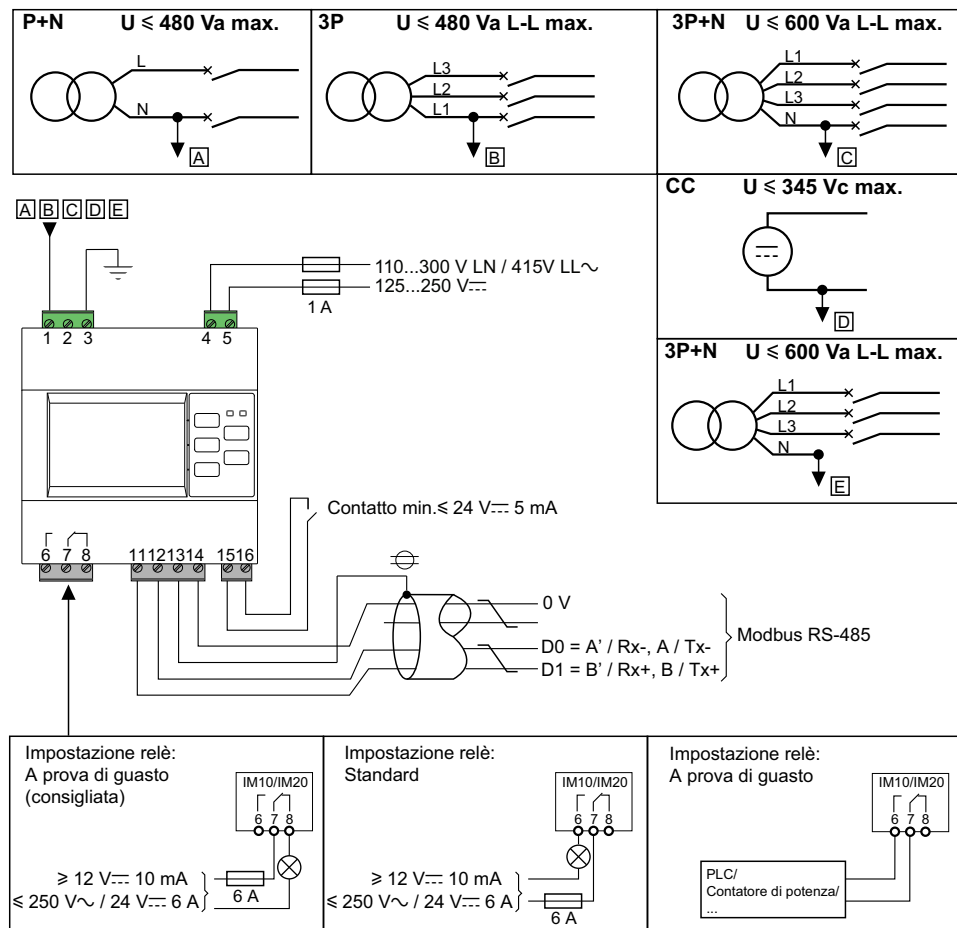 P+N U ≤ 480 Va max.
L
N
A
3P U ≤ 480 Va L-L max.
L3
L2
L1
B
3P+N U ≤ 600 Va L-L max.
L1
L2
L3
N
C
CC U ≤ 345 Vc max.
D
3P+N U ≤ 600 Va L-L max.
L1
L2
L3
N
E
A B C D E
110...300 V LN / 415V LL∼
125...250 V⎓
1 A
1 2 3
4 5
Contatto min.≤ 24 V⎓ 5 mA
6 7 8
11 12 13 14
15 16
0 V
D0 = A’ / Rx-, A / Tx-
D1 = B’ / Rx+, B / Tx+
Modbus RS-485
Impostazione relè:
A prova di guasto
(consigliata)
IM10/IM20
6 7 8
≥ 12 V⎓ 10 mA
≤ 250 V∼ / 24 V⎓ 6 A
6 A
Impostazione relè:
Standard
IM10/IM20
6 7 8
≥ 12 V⎓ 10 mA
≤ 250 V∼ / 24 V⎓ 6 A
6 A
Impostazione relè:
A prova di guasto
IM10/IM20
6 7 8
PLC/
Contatore di potenza/
...